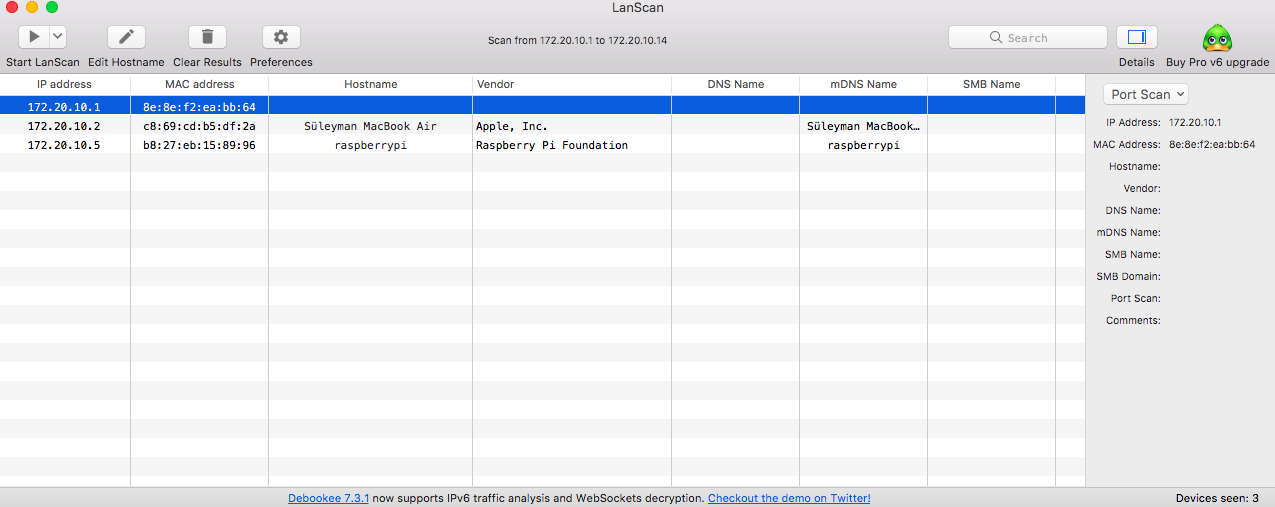 LanScan
Scan from 172.20.10.1 to 172.20.10.14
Search
Start LanScan Edit Hostname Clear Results Preferences Details Buy Pro v6 upgrade
IP address MAC address Hostname Vendor DNS Name mDNS Name SMB Name
172.20.10.1 8e:8e:f2:ea:bb:64
172.20.10.2 c8:69:cd:b5:df:2a Süleyman MacBook Air Apple, Inc. Süleyman MacBook…
172.20.10.5 b8:27:eb:15:89:96 raspberrypi Raspberry Pi Foundation raspberrypi
Port Scan
IP Address: 172.20.10.1
MAC Address: 8e:8e:f2:ea:bb:64
Hostname:
Vendor:
DNS Name:
mDNS Name:
SMB Name:
SMB Domain:
Port Scan:
Comments:
Debookee 7.3.1 now supports IPv6 traffic analysis and WebSockets decryption. Checkout the demo on Twitter!
Devices seen: 3